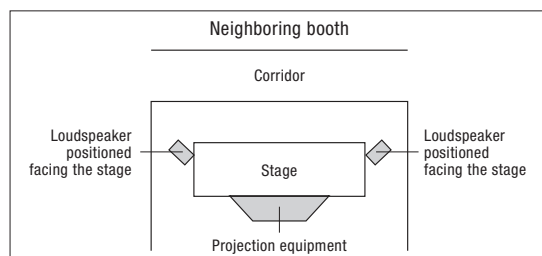 Neighboring booth
Corridor
Loudspeaker
positioned
facing the stage
Stage
Loudspeaker
positioned
facing the stage
Projection equipment